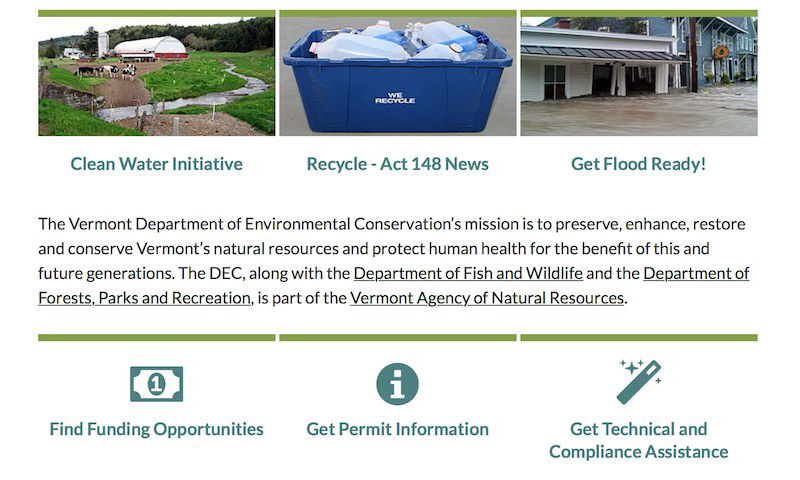 WE
RECYCLE
Clean Water Initiative
Recycle - Act 148 News
Get Flood Ready!
The Vermont Department of Environmental Conservation’s mission is to preserve, enhance, restore
and conserve Vermont’s natural resources and protect human health for the benefit of this and
future generations. The DEC, along with the Department of Fish and Wildlife and the Department of
Forests, Parks and Recreation, is part of the Vermont Agency of Natural Resources.
1
Find Funding Opportunities
Get Permit Information
Get Technical and
Compliance Assistance